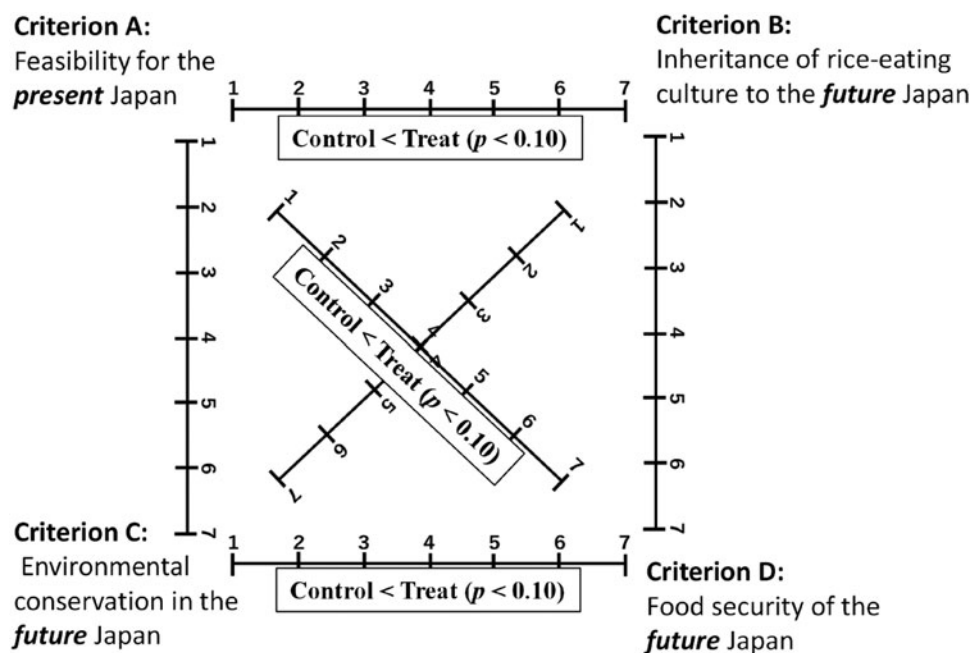 Criterion A:
Feasibility for the
present Japan
Criterion B:
Inheritance of rice-eating
culture to the future Japan
1 2 3 4 5 6 7
Control < Treat (p < 0.10)
1
2
3
4
5
6
7
1
2
3
4
5
6
7
Control < Treat (p < 0.10)
1
2
3
4
5
6
7
1
2
3
4
5
6
7
Criterion C:
Environmental
conservation in the
future Japan
1 2 3 4 5 6 7
Control < Treat (p < 0.10)
Criterion D:
Food security of the
future Japan